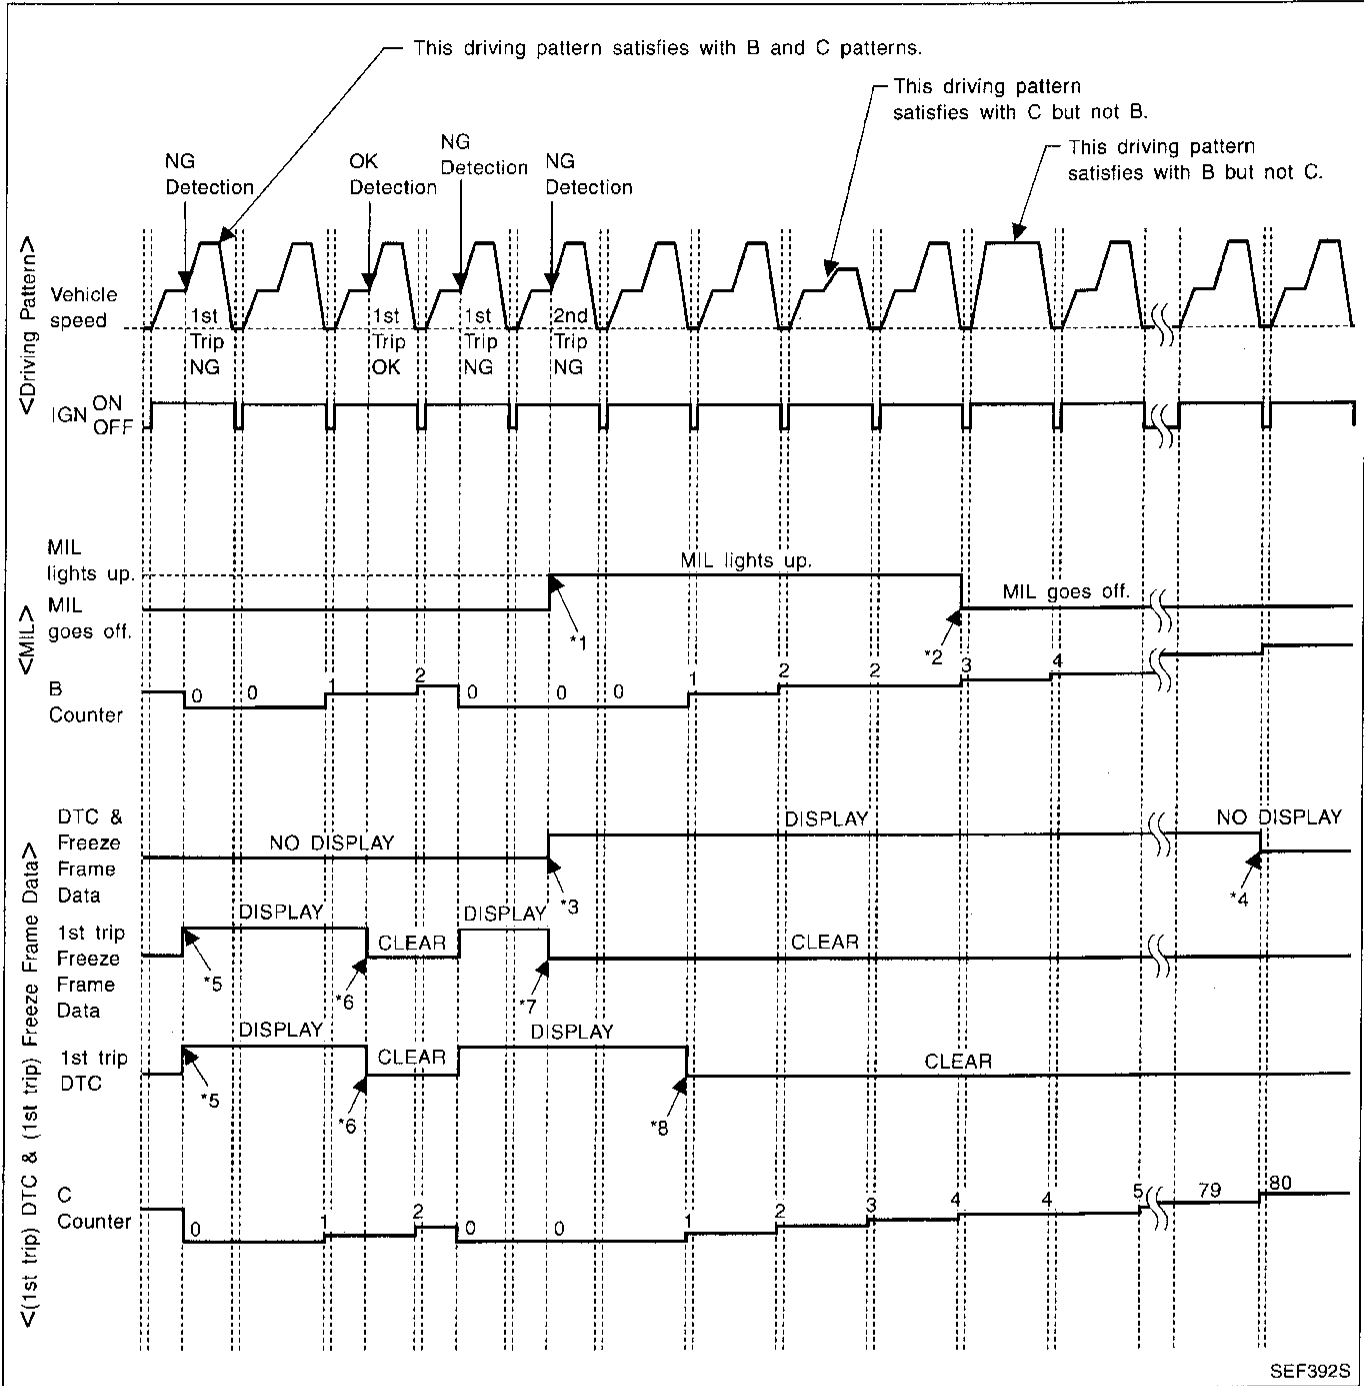 This driving pattern satisfies with B and C patterns.
This driving pattern
satisfies with C but not B.
This driving pattern
satisfies with B but not C.
NG
Detection
OK
Detection
NG
Detection
NG
Detection
<Driving Pattern>
Vehicle
speed
1st
Trip
NG
1st
Trip
OK
1st
Trip
NG
2nd
Trip
NG
IGN ON
OFF
<MIL>
MIL
lights up.
MIL lights up.
MIL
goes off.
MIL goes off.
*1
*2
B
Counter
0 0 1 2 0 0 0 1 2 2 3 4
<(1st trip) DTC & (1st trip) Freeze Frame Data>
DTC &
Freeze
Frame
Data
NO DISPLAY
DISPLAY
NO DISPLAY
*3
*4
1st trip
Freeze
Frame
Data
DISPLAY
CLEAR
DISPLAY
CLEAR
*5
*6
*7
1st trip
DTC
DISPLAY
CLEAR
DISPLAY
CLEAR
*5
*6
*8
C
Counter
0 1 2 0 0 1 2 3 4 4 5 79 80
SEF392S